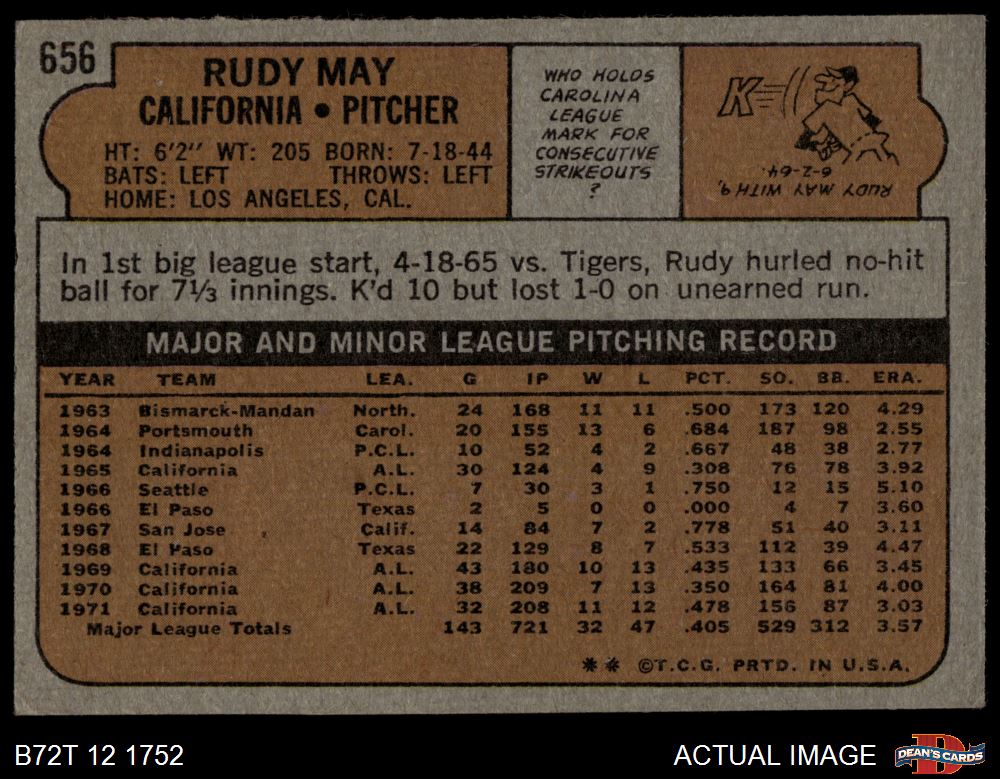 656
RUDY MAY
CALIFORNIA • PITCHER
HT: 6'2" WT: 205 BORN: 7-18-44
BATS: LEFT THROWS: LEFT
HOME: LOS ANGELES, CAL.
WHO HOLDS
CAROLINA
LEAGUE
MARK FOR
CONSECUTIVE
STRIKEOUTS
?
K
RUDY MAY WITH 9,
6-2-64.
In 1st big league start, 4-18-65 vs. Tigers, Rudy hurled no-hit
ball for 7⅓ innings. K'd 10 but lost 1-0 on unearned run.
MAJOR AND MINOR LEAGUE PITCHING RECORD
YEAR TEAM LEA. G IP W L PCT. SO. BB. ERA.
1963 Bismarck-Mandan North. 24 168 11 11 .500 173 120 4.29
1964 Portsmouth Carol. 20 155 13 6 .684 187 98 2.55
1964 Indianapolis P.C.L. 10 52 4 2 .667 48 38 2.77
1965 California A.L. 30 124 4 9 .308 76 78 3.92
1966 Seattle P.C.L. 7 30 3 1 .750 12 15 5.10
1966 El Paso Texas 2 5 0 0 .000 4 7 3.60
1967 San Jose Calif. 14 84 7 2 .778 51 40 3.11
1968 El Paso Texas 22 129 8 7 .533 112 39 4.47
1969 California A.L. 43 180 10 13 .435 133 66 3.45
1970 California A.L. 38 209 7 13 .350 164 81 4.00
1971 California A.L. 32 208 11 12 .478 156 87 3.03
Major League Totals 143 721 32 47 .405 529 312 3.57
** ©T.C.G. PRTD. IN U.S.A.
B72T 12 1752
ACTUAL IMAGE
D
DEAN'S CARDS